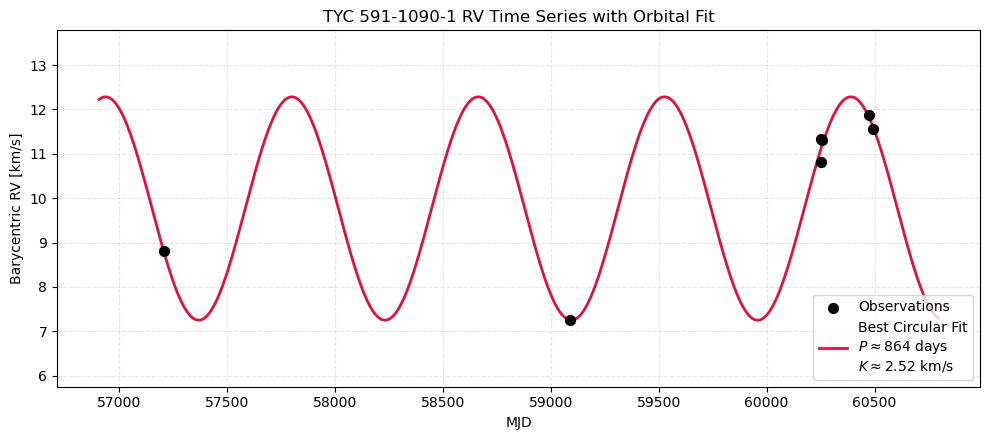 TYC 591-1090-1 RV Time Series with Orbital Fit
Barycentric RV [km/s]
13
12
11
10
9
8
7
6
57000 57500 58000 58500 59000 59500 60000 60500
MJD
Observations
Best Circular Fit
P ≈ 864 days
K ≈ 2.52 km/s